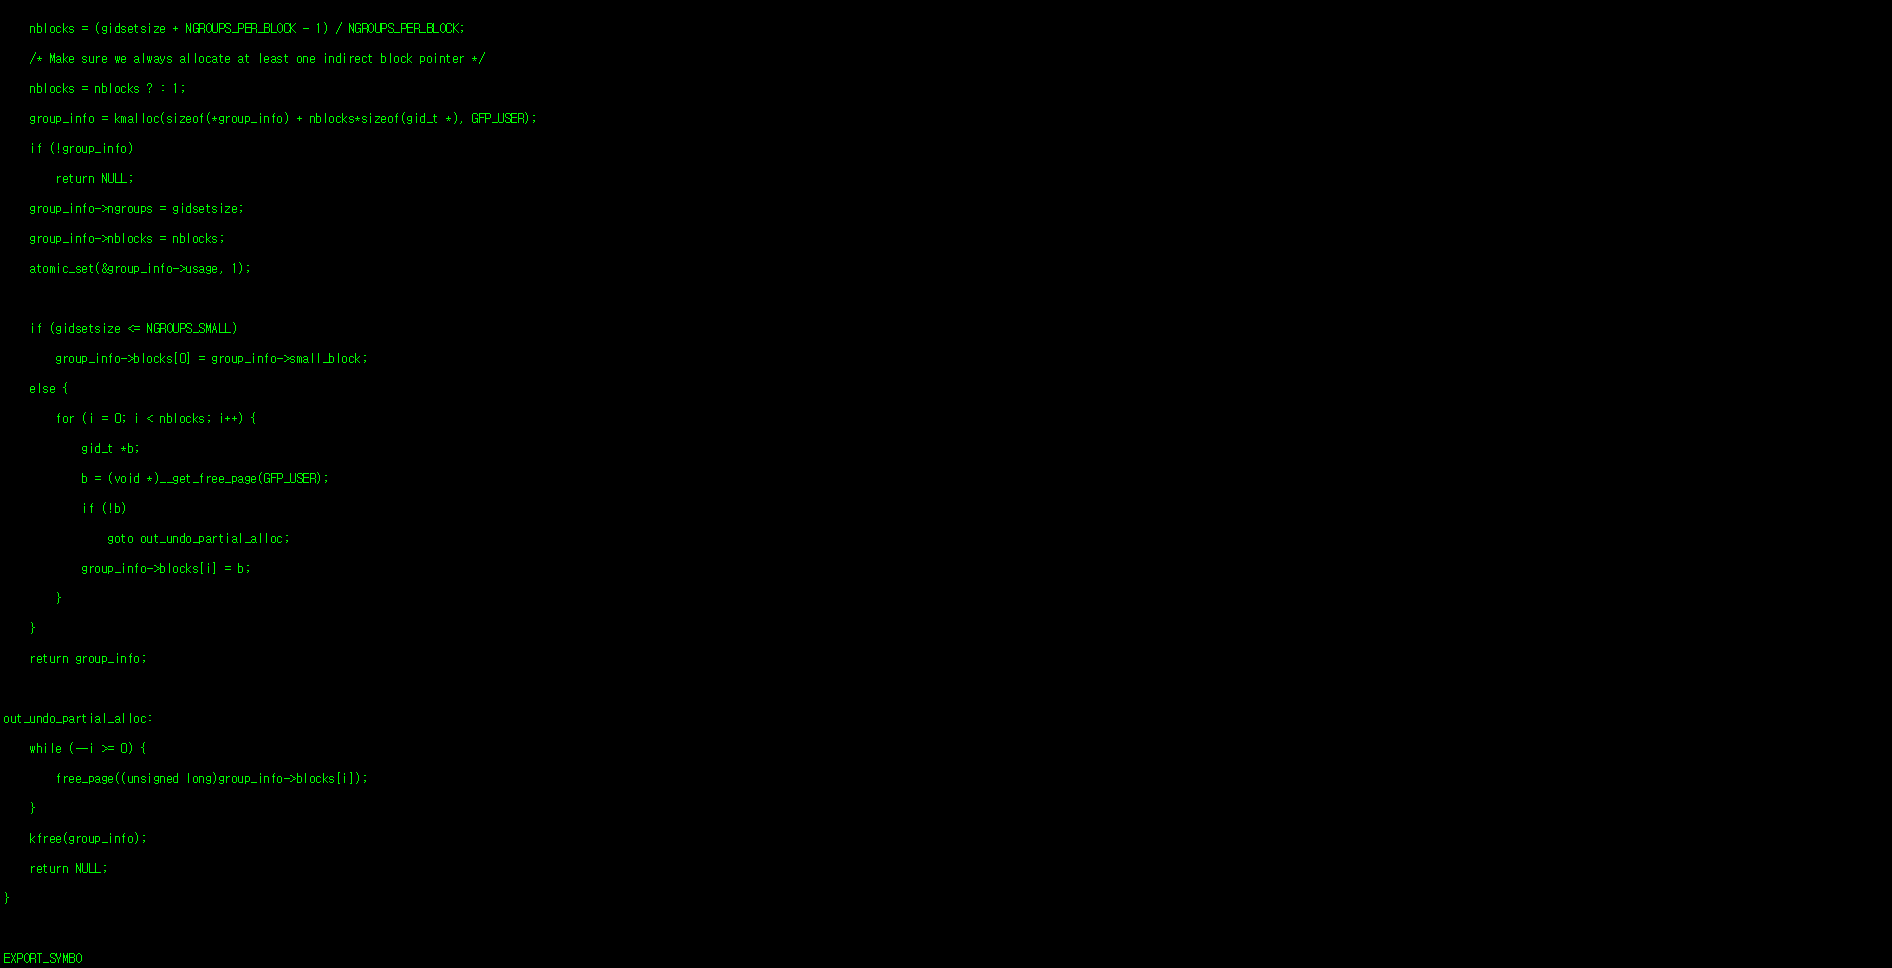 nblocks = (gidsetsize + NGROUPS_PER_BLOCK - 1) / NGROUPS_PER_BLOCK;
/* Make sure we always allocate at least one indirect block pointer */
nblocks = nblocks ? : 1;
group_info = kmalloc(sizeof(*group_info) + nblocks*sizeof(gid_t *), GFP_USER);
if (!group_info)
return NULL;
group_info->ngroups = gidsetsize;
group_info->nblocks = nblocks;
atomic_set(&group_info->usage, 1);
if (gidsetsize <= NGROUPS_SMALL)
group_info->blocks[0] = group_info->small_block;
else {
for (i = 0; i < nblocks; i++) {
gid_t *b;
b = (void *)__get_free_page(GFP_USER);
if (!b)
goto out_undo_partial_alloc;
group_info->blocks[i] = b;
}
}
return group_info;
out_undo_partial_alloc:
while (--i >= 0) {
free_page((unsigned long)group_info->blocks[i]);
}
kfree(group_info);
return NULL;
}
EXPORT_SYMBO